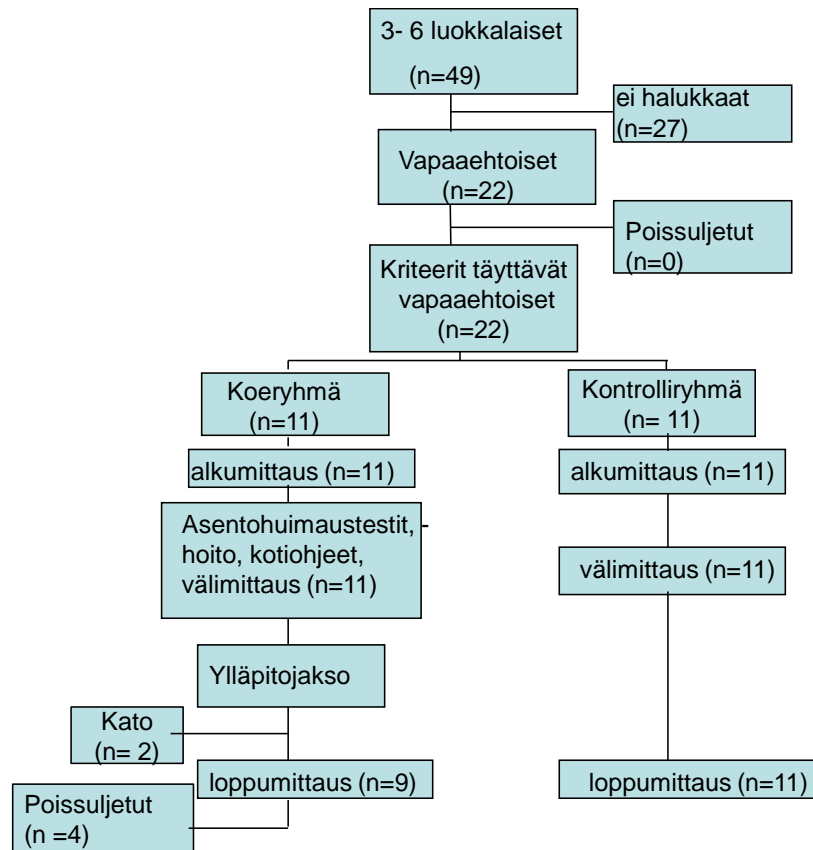 3- 6 luokkalaiset
(n=49)
ei halukkaat
(n=27)
Vapaaehtoiset
(n=22)
Poissuljetut
(n=0)
Kriteerit täyttävät
vapaaehtoiset
(n=22)
Koeryhmä
(n=11)
Kontrolliryhmä
(n= 11)
alkumittaus (n=11)
alkumittaus (n=11)
Asentohuimaustestit, -
hoito, kotiohjeet,
välimittaus (n=11)
välimittaus (n=11)
Ylläpitojakso
Kato
(n= 2)
loppumittaus (n=9)
loppumittaus (n=11)
Poissuljetut
(n =4)